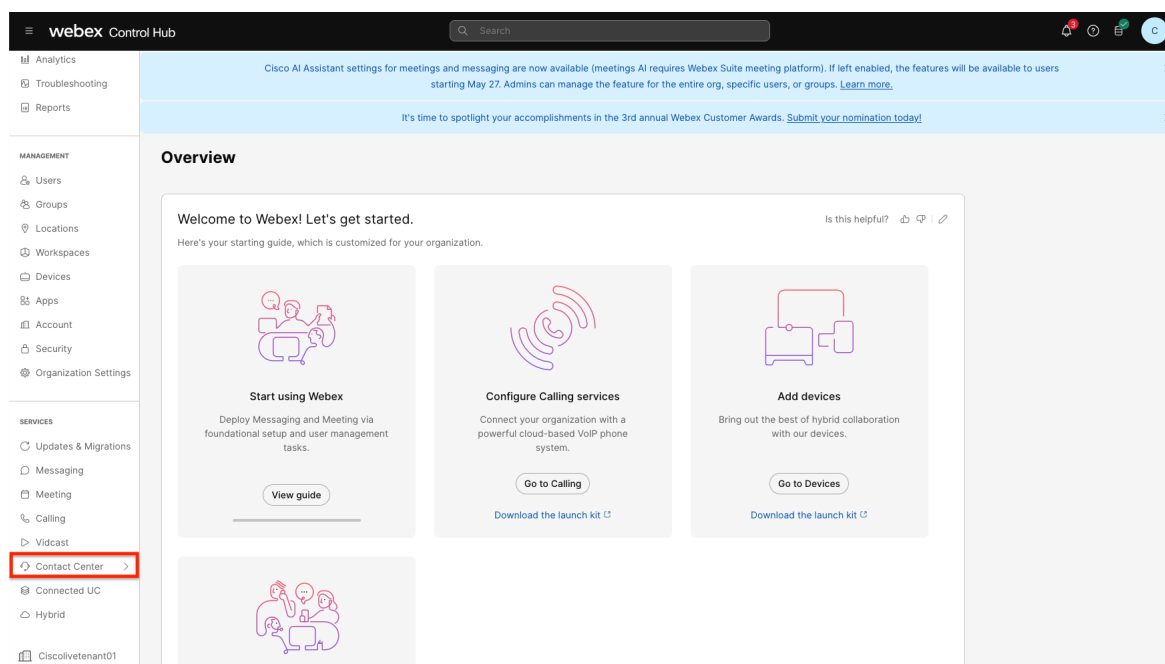 webex Control Hub
Search
3
C
Analytics
Troubleshooting
Reports
MANAGEMENT
Users
Groups
Locations
Workspaces
Devices
Apps
Account
Security
Organization Settings
SERVICES
Updates & Migrations
Messaging
Meeting
Calling
Vidcast
Contact Center
Connected UC
Hybrid
Ciscolivetenant01
Cisco AI Assistant settings for meetings and messaging are now available (meetings AI requires Webex Suite meeting platform). If left enabled, the features will be available to users
starting May 27. Admins can manage the feature for the entire org, specific users, or groups. Learn more.
It's time to spotlight your accomplishments in the 3rd annual Webex Customer Awards. Submit your nomination today!
Overview
Welcome to Webex! Let's get started.
Is this helpful?
Here's your starting guide, which is customized for your organization.
Start using Webex
Deploy Messaging and Meeting via
foundational setup and user management
tasks.
View guide
Configure Calling services
Connect your organization with a
powerful cloud-based VoIP phone
system.
Go to Calling
Download the launch kit
Add devices
Bring out the best of hybrid collaboration
with our devices.
Go to Devices
Download the launch kit